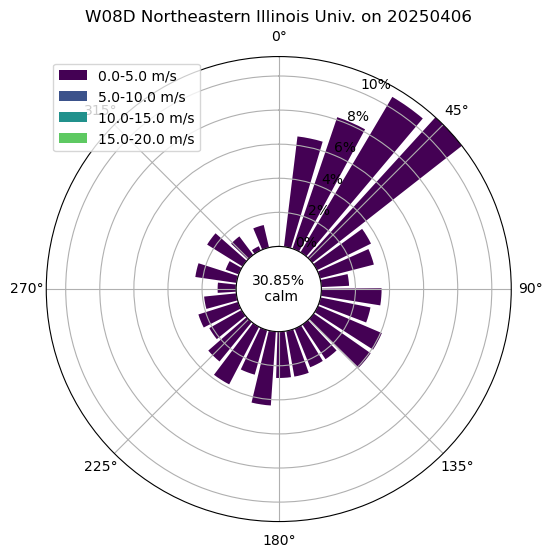 W08D Northeastern Illinois Univ. on 20250406
0°
0.0-5.0 m/s
5.0-10.0 m/s
10.0-15.0 m/s
15.0-20.0 m/s
315°
10%
45°
8%
6%
4%
2%
0%
30.85%
calm
270°
90°
225°
135°
180°